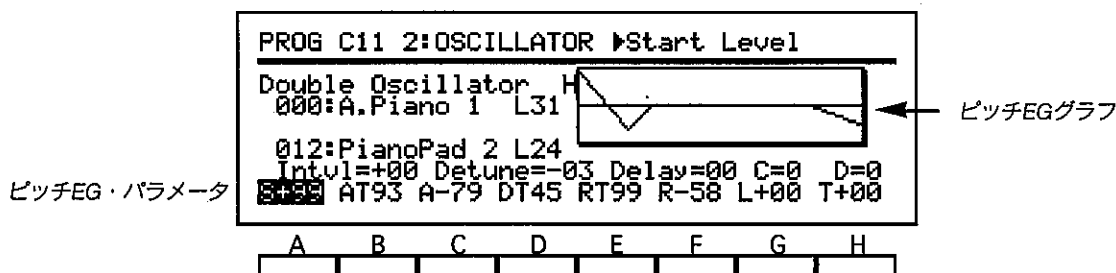 PROG C11 2:OSCILLATOR ▶Start Level
Double Oscillator H
000:A.Piano 1 L31
ピッチEGグラフ
012:PianoPad 2 L24
Intvl=+00 Detune=-03 Delay=00 C=0 D=0
ピッチEG・パラメータ
S+99 AT93 A-79 DT45 RT99 R-58 L+00 T+00
A B C D E F G H